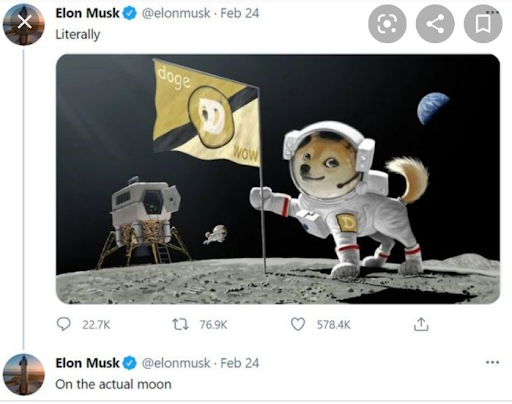 Elon Musk @elonmusk · Feb 24
Literally
doge
WOW
22.7K 76.9K 578.4K
Elon Musk @elonmusk · Feb 24
On the actual moon